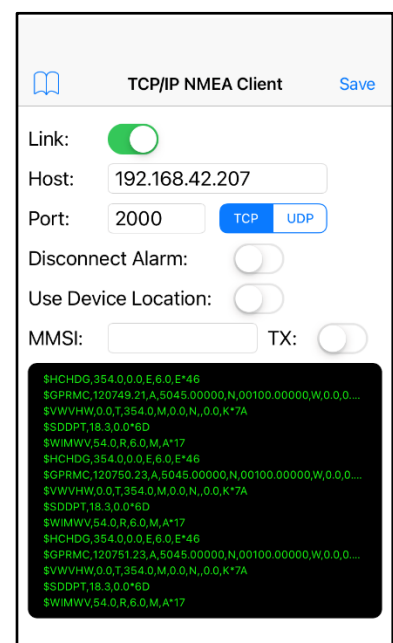 TCP/IP NMEA Client Save
Link:
Host: 192.168.42.207
Port: 2000 TCP UDP
Disconnect Alarm:
Use Device Location:
MMSI: TX:
$HCHDG,354.0,0.0,E,6.0,E*46
$GPRMC,120749.21,A,5045.00000,N,00100.00000,W,0.0,0....
$VWVHW,0.0,T,354.0,M,0.0,N,,0.0,K*7A
$SDDPT,18.3,0.0*6D
$WIMWV,54.0,R,6.0,M,A*17
$HCHDG,354.0,0.0,E,6.0,E*46
$GPRMC,120750.23,A,5045.00000,N,00100.00000,W,0.0,0....
$VWVHW,0.0,T,354.0,M,0.0,N,,0.0,K*7A
$SDDPT,18.3,0.0*6D
$WIMWV,54.0,R,6.0,M,A*17
$HCHDG,354.0,0.0,E,6.0,E*46
$GPRMC,120751.23,A,5045.00000,N,00100.00000,W,0.0,0....
$VWVHW,0.0,T,354.0,M,0.0,N,,0.0,K*7A
$SDDPT,18.3,0.0*6D
$WIMWV,54.0,R,6.0,M,A*17